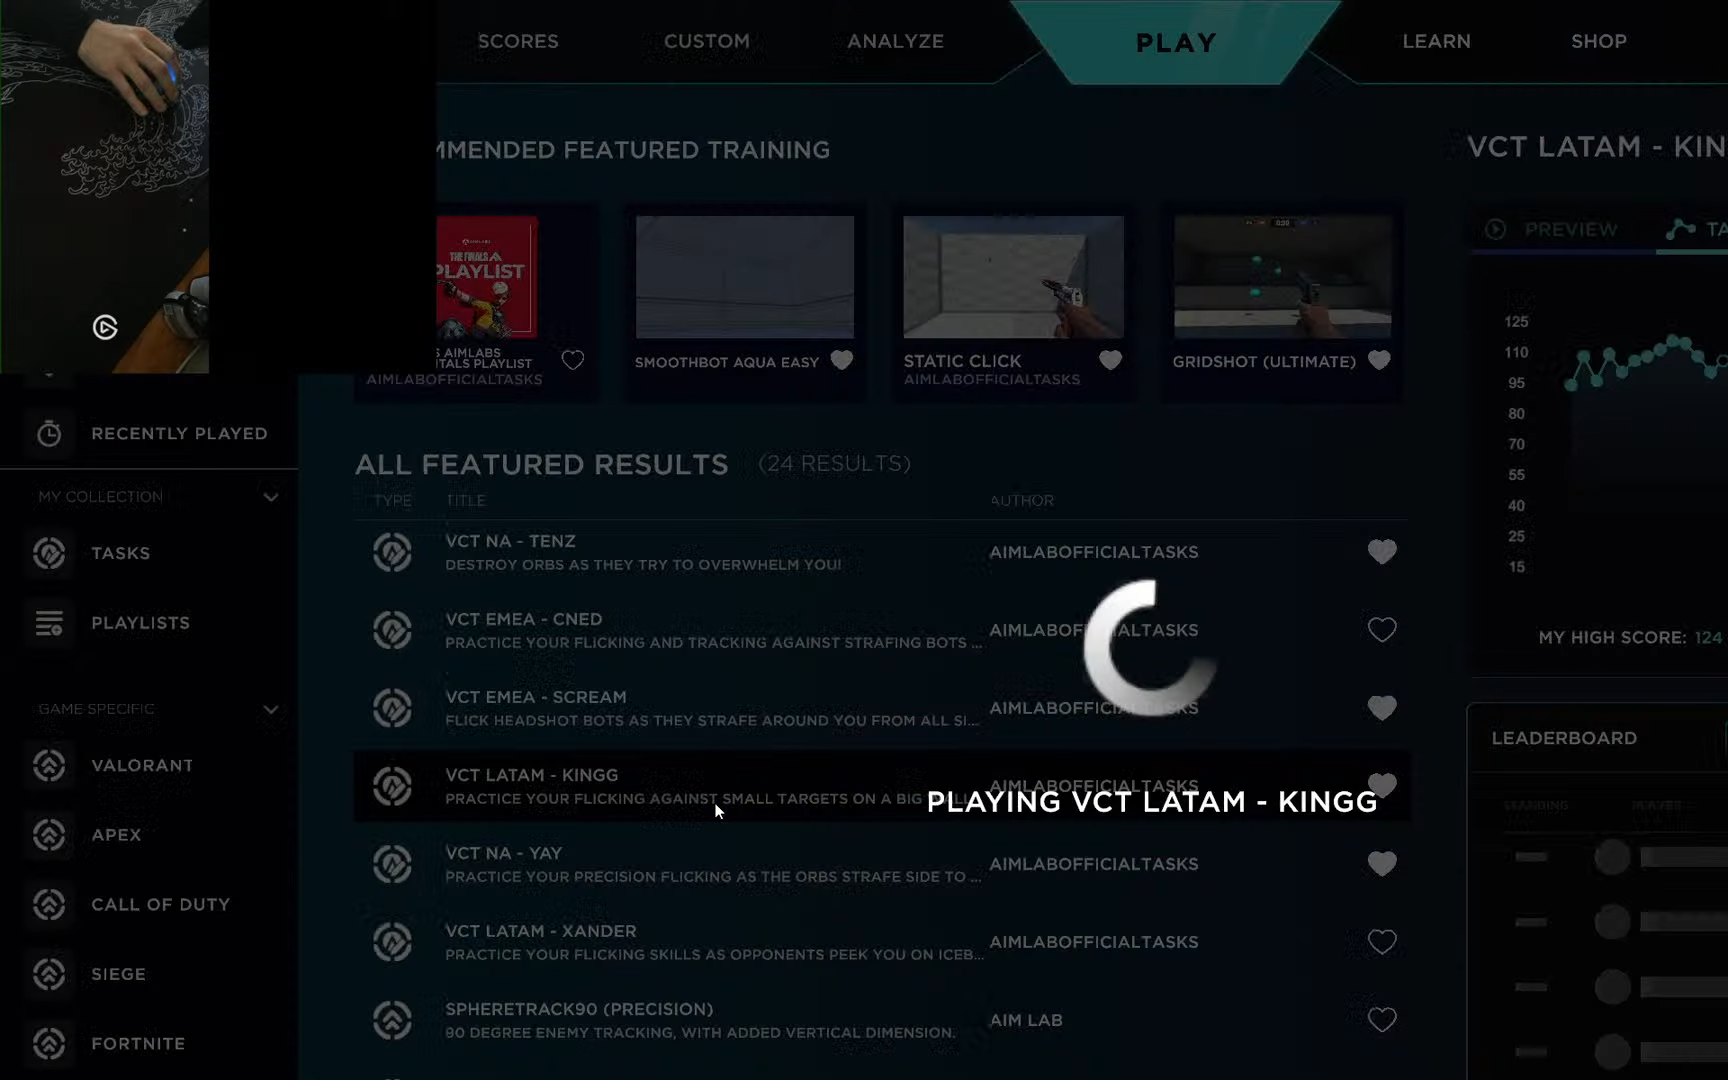 SCORES
CUSTOM
ANALYZE
PLAY
LEARN
SHOP
MMENDED FEATURED TRAINING
AIMLABS
THE FINALS
PLAYLIST
S AIMLABS
TALS PLAYLIST
AIMLABOFFICIALTASKS
SMOOTHBOT AQUA EASY
STATIC CLICK
AIMLABOFFICIALTASKS
GRIDSHOT (ULTIMATE)
RECENTLY PLAYED
MY COLLECTION
TASKS
PLAYLISTS
GAME SPECIFIC
VALORANT
APEX
CALL OF DUTY
SIEGE
FORTNITE
ALL FEATURED RESULTS (24 RESULTS)
TYPE TITLE AUTHOR
VCT NA - TENZ
DESTROY ORBS AS THEY TRY TO OVERWHELM YOU!
AIMLABOFFICIALTASKS
VCT EMEA - CNED
PRACTICE YOUR FLICKING AND TRACKING AGAINST STRAFING BOTS ...
VCT EMEA - SCREAM
FLICK HEADSHOT BOTS AS THEY STRAFE AROUND YOU FROM ALL SI...
AIMLABOFFICIALTASKS
VCT LATAM - KINGG
PRACTICE YOUR FLICKING AGAINST SMALL TARGETS ON A BIG
AIMLABOFFICIALTASKS
PLAYING VCT LATAM - KINGG
VCT NA - YAY
PRACTICE YOUR PRECISION FLICKING AS THE ORBS STRAFE SIDE TO ...
AIMLABOFFICIALTASKS
VCT LATAM - XANDER
PRACTICE YOUR FLICKING SKILLS AS OPPONENTS PEEK YOU ON ICEB...
AIMLABOFFICIALTASKS
SPHERETRACK90 (PRECISION)
90 DEGREE ENEMY TRACKING, WITH ADDED VERTICAL DIMENSION.
AIM LAB
VCT LATAM - KIN
PREVIEW
TA
125
110
95
80
70
55
40
25
15
MY HIGH SCORE: 124
LEADERBOARD
STANDING
PLAYER